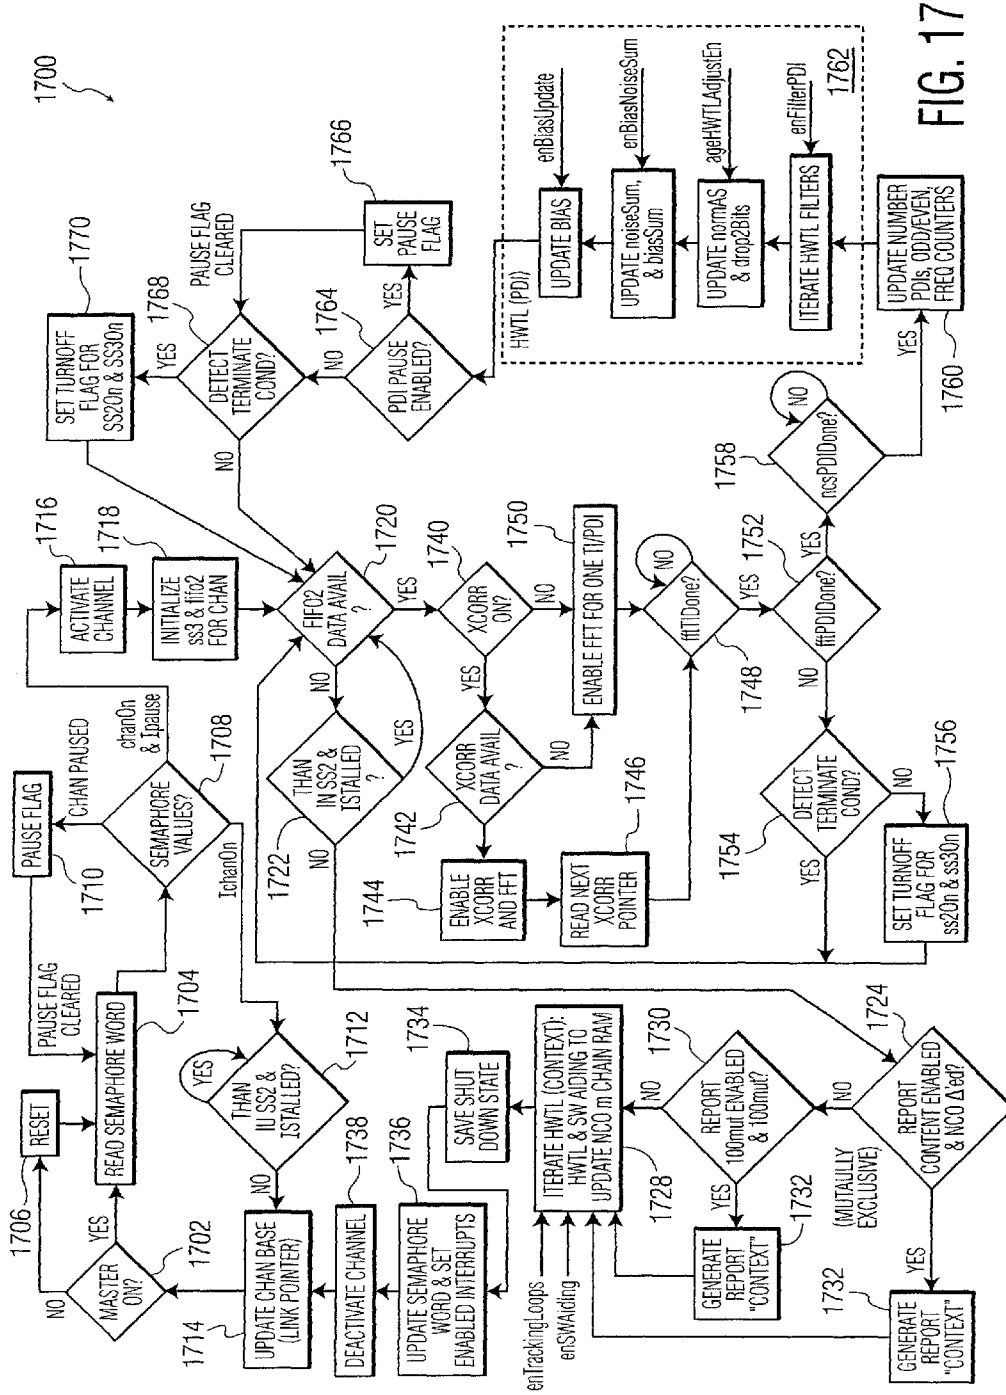 1700
FIG. 17
MASTER
ON?
1702
NO
YES
1706
RESET
READ SEMAPHORE WORD
1704
PAUSE FLAG
CLEARED
PAUSE FLAG
1710
CHAN PAUSED
SEMAPHORE
VALUES?
1708
chanOn
& Ipause
IchanOn
THAN
IU SS2 &
ISTALLED?
YES
1712
NO
UPDATE CHAN BASE
(LINK POINTER)
1714
DEACTIVATE CHANNEL
1738
UPDATE SEMAPHORE
WORD & SET
ENABLED INTERRUPTS
1736
SAVE SHUT
DOWN STATE
1734
ACTIVATE
CHANNEL
1716
INITIALIZE
ss3 & fifo2
FOR CHAN
1718
FIFO2
DATA AVAIL
?
1720
NO
YES
THAN
IN SS2 &
ISTALLED
?
1722
YES
NO
XCORR
ON?
1740
YES
NO
XCORR
DATA AVAIL
?
1742
NO
1744
ENABLE
XCORR
AND FFT
READ NEXT
XCORR
POINTER
1746
ENABLE FFT FOR ONE TI/PDI
1750
fftTIDone?
NO
1748
YES
fftPDIDone?
1752
NO
YES
DETECT
TERMINATE
COND?
1754
YES
NO
SET TURNOFF
FLAG FOR
ss20n & ss30n
1756
ncsPDIDone?
NO
1758
YES
UPDATE NUMBER
PDIs, ODD/EVEN,
FREQ COUNTERS
1760
HWTL (PDI)
ITERATE HWTL FILTERS
enFilterPDI
UPDATE normAS
& drop2Bits
ageHWTLAdjustEn
UPDATE noiseSum,
& biasSum
enBiasNoiseSum
UPDATE BIAS
enBiasUpdate
1762
PDI PAUSE
ENABLED?
1764
YES
NO
SET
PAUSE
FLAG
1766
PAUSE FLAG
CLEARED
DETECT
TERMINATE
COND?
1768
YES
NO
SET TURNOFF
FLAG FOR
SS20n & SS30n
1770
REPORT
CONTENT ENABLED
& NCO Δ'ed?
1724
NO
YES
(MUTAULLY
EXCLUSIVE)
GENERATE
REPORT
"CONTEXT"
1732
REPORT
100mut ENABLED
& 100mut?
1730
YES
NO
GENERATE
REPORT
"CONTEXT"
1732
ITERATE HWTL (CONTEXT):
HWTL & SW AIDING TO
UPDATE NCO m CHAIN RAM
1728
enTrackingLoops
enSWAiding